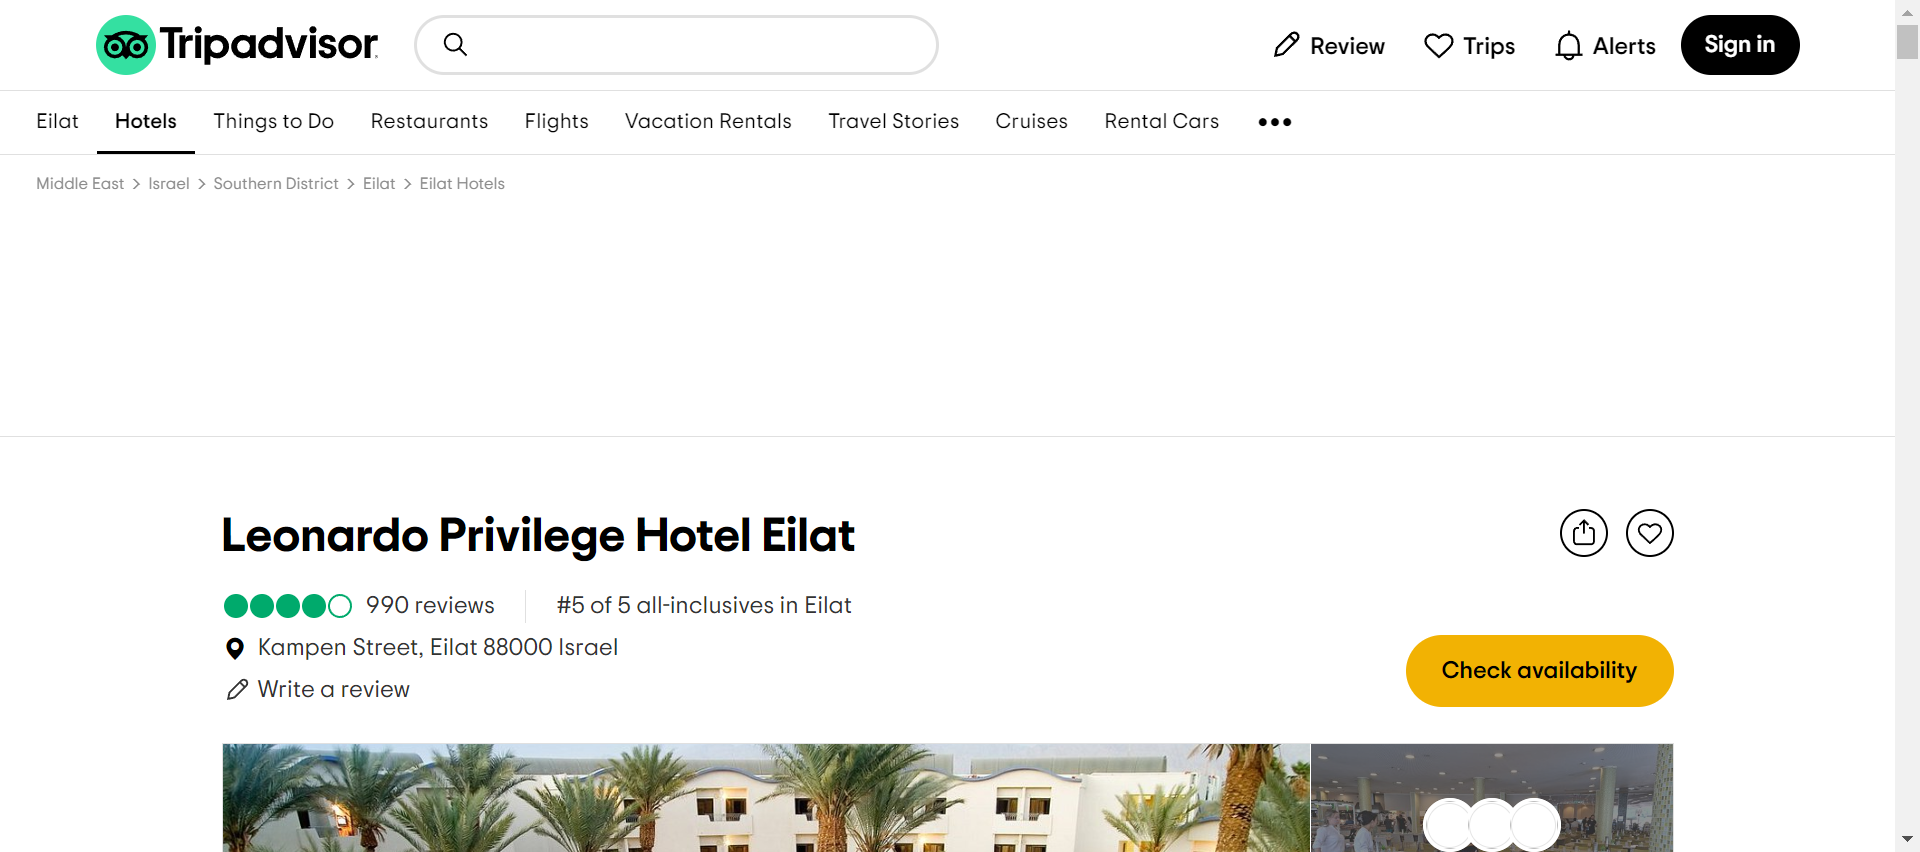 Tripadvisor
Review
Trips
Alerts
Sign in
Eilat
Hotels
Things to Do
Restaurants
Flights
Vacation Rentals
Travel Stories
Cruises
Rental Cars
Middle East > Israel > Southern District > Eilat > Eilat Hotels
Leonardo Privilege Hotel Eilat
990 reviews
#5 of 5 all-inclusives in Eilat
Kampen Street, Eilat 88000 Israel
Write a review
Check availability